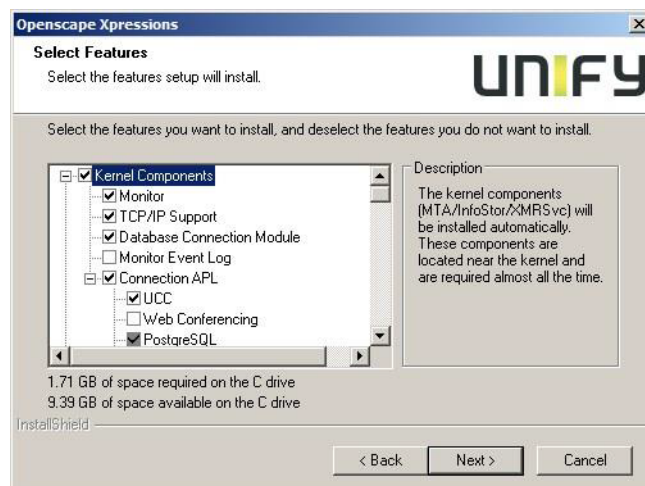 Openscape Xpressions
Select Features
Select the features setup will install.
UNIFY
Select the features you want to install, and deselect the features you do not want to install.
Kernel Components
Monitor
TCP/IP Support
Database Connection Module
Monitor Event Log
Connection APL
UCC
Web Conferencing
PostgreSQL
Description
The kernel components
(MTA/InfoStor/XMRSvc) will
be installed automatically.
These components are
located near the kernel and
are required almost all the time.
1.71 GB of space required on the C drive
9.39 GB of space available on the C drive
InstallShield
< Back
Next >
Cancel